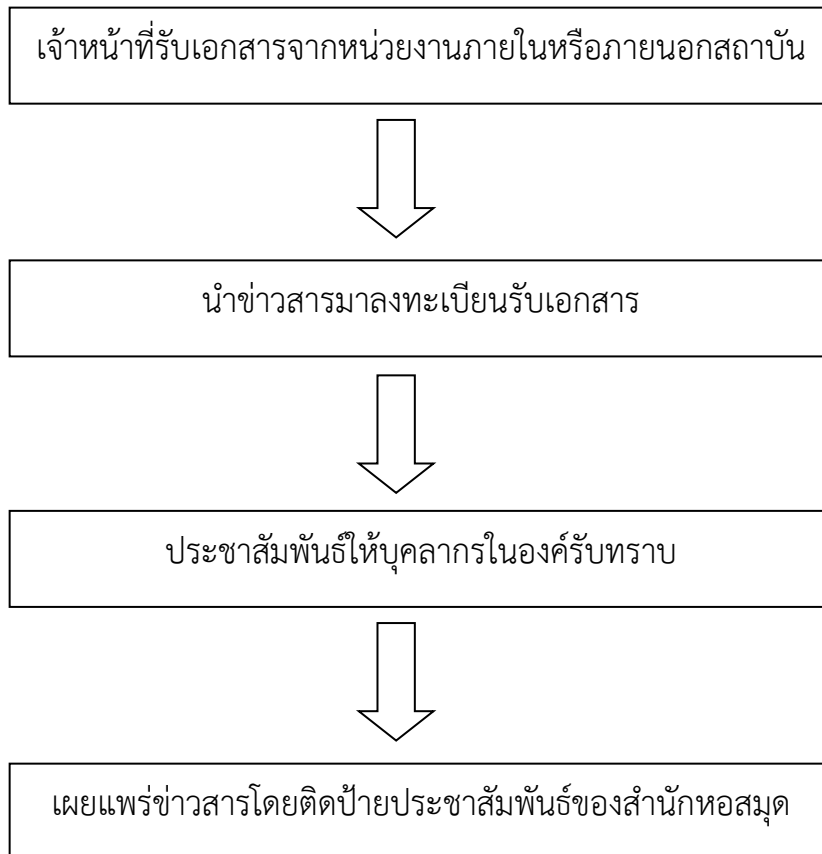 เจ้าหน้าที่รับเอกสารจากหน่วยงานภายในหรือภายนอกสถาบัน
นำข่าวสารมาลงทะเบียนรับเอกสาร
ประชาสัมพันธ์ให้บุคลากรในองค์รับทราบ
เผยแพร่ข่าวสารโดยติดป้ายประชาสัมพันธ์ของสำนักหอสมุด